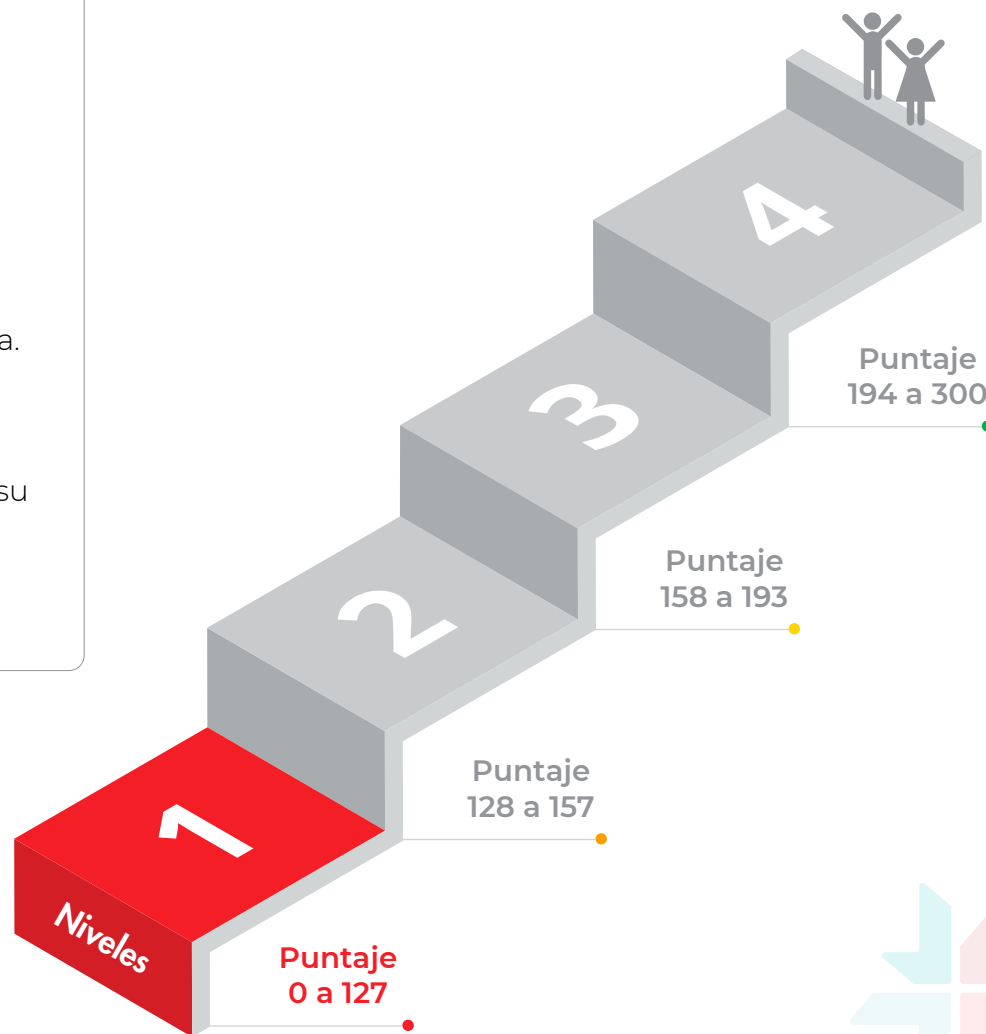 a.
su
4
Puntaje
194 a 300
3
Puntaje
158 a 193
2
Puntaje
128 a 157
1
Niveles
Puntaje
0 a 127